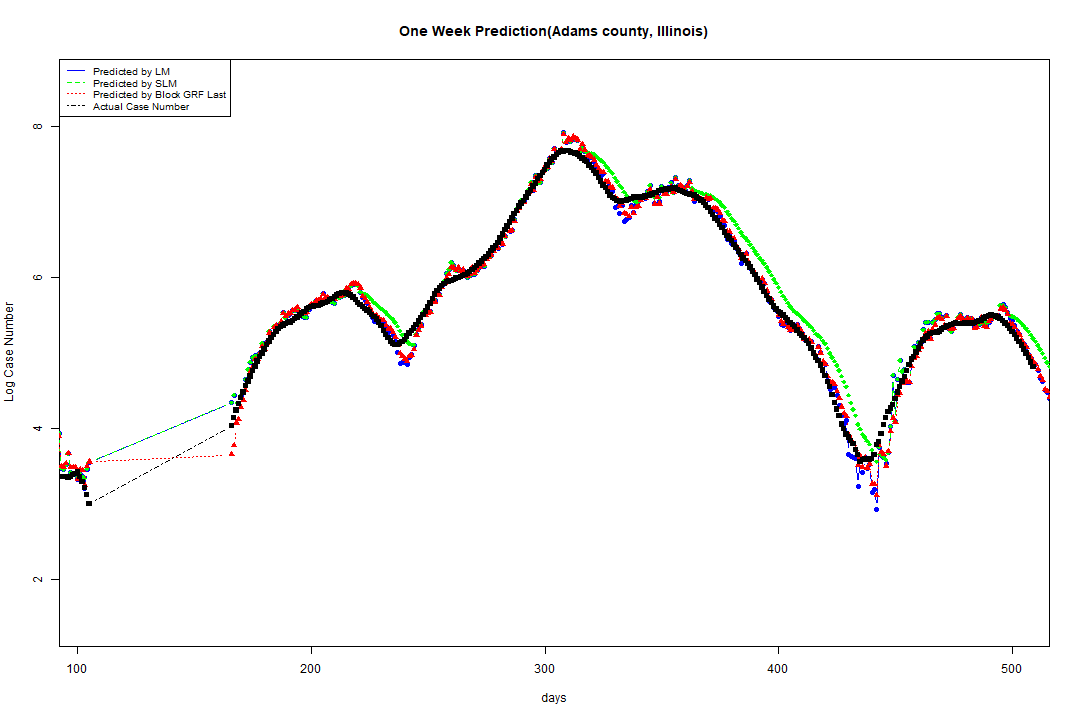 One Week Prediction(Adams county, Illinois)
Predicted by LM
Predicted by SLM
Predicted by Block GRF Last
Actual Case Number
8
6
4
2
Log Case Number
100 200 300 400 500
days